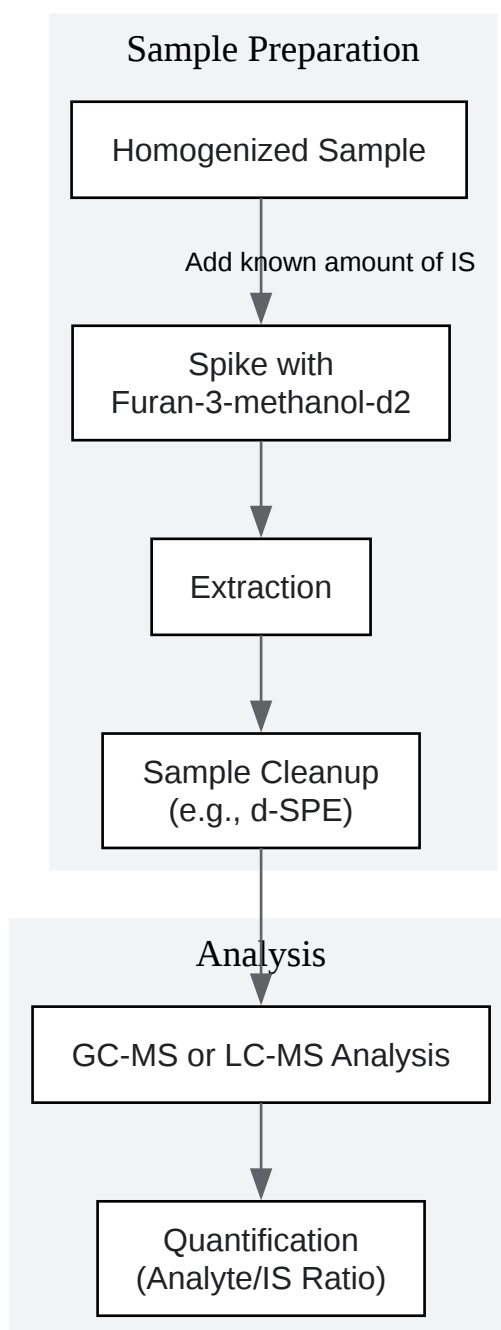 Sample Preparation
Homogenized Sample
Add known amount of IS
Spike with
Furan-3-methanol-d2
Extraction
Sample Cleanup
(e.g., d-SPE)
Analysis
GC-MS or LC-MS Analysis
Quantification
(Analyte/IS Ratio)